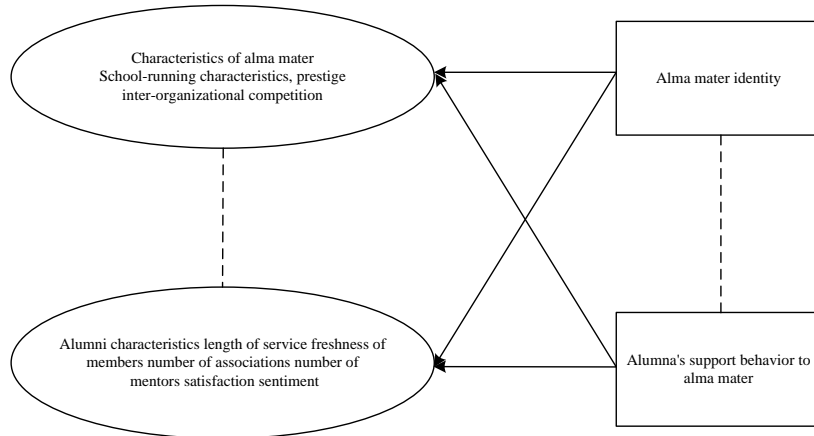 Characteristics of alma mater
School-running characteristics, prestige
inter-organizational competition
Alma mater identity
Alumni characteristics length of service freshness of
members number of associations number of
mentors satisfaction sentiment
Alumna's support behavior to
alma mater